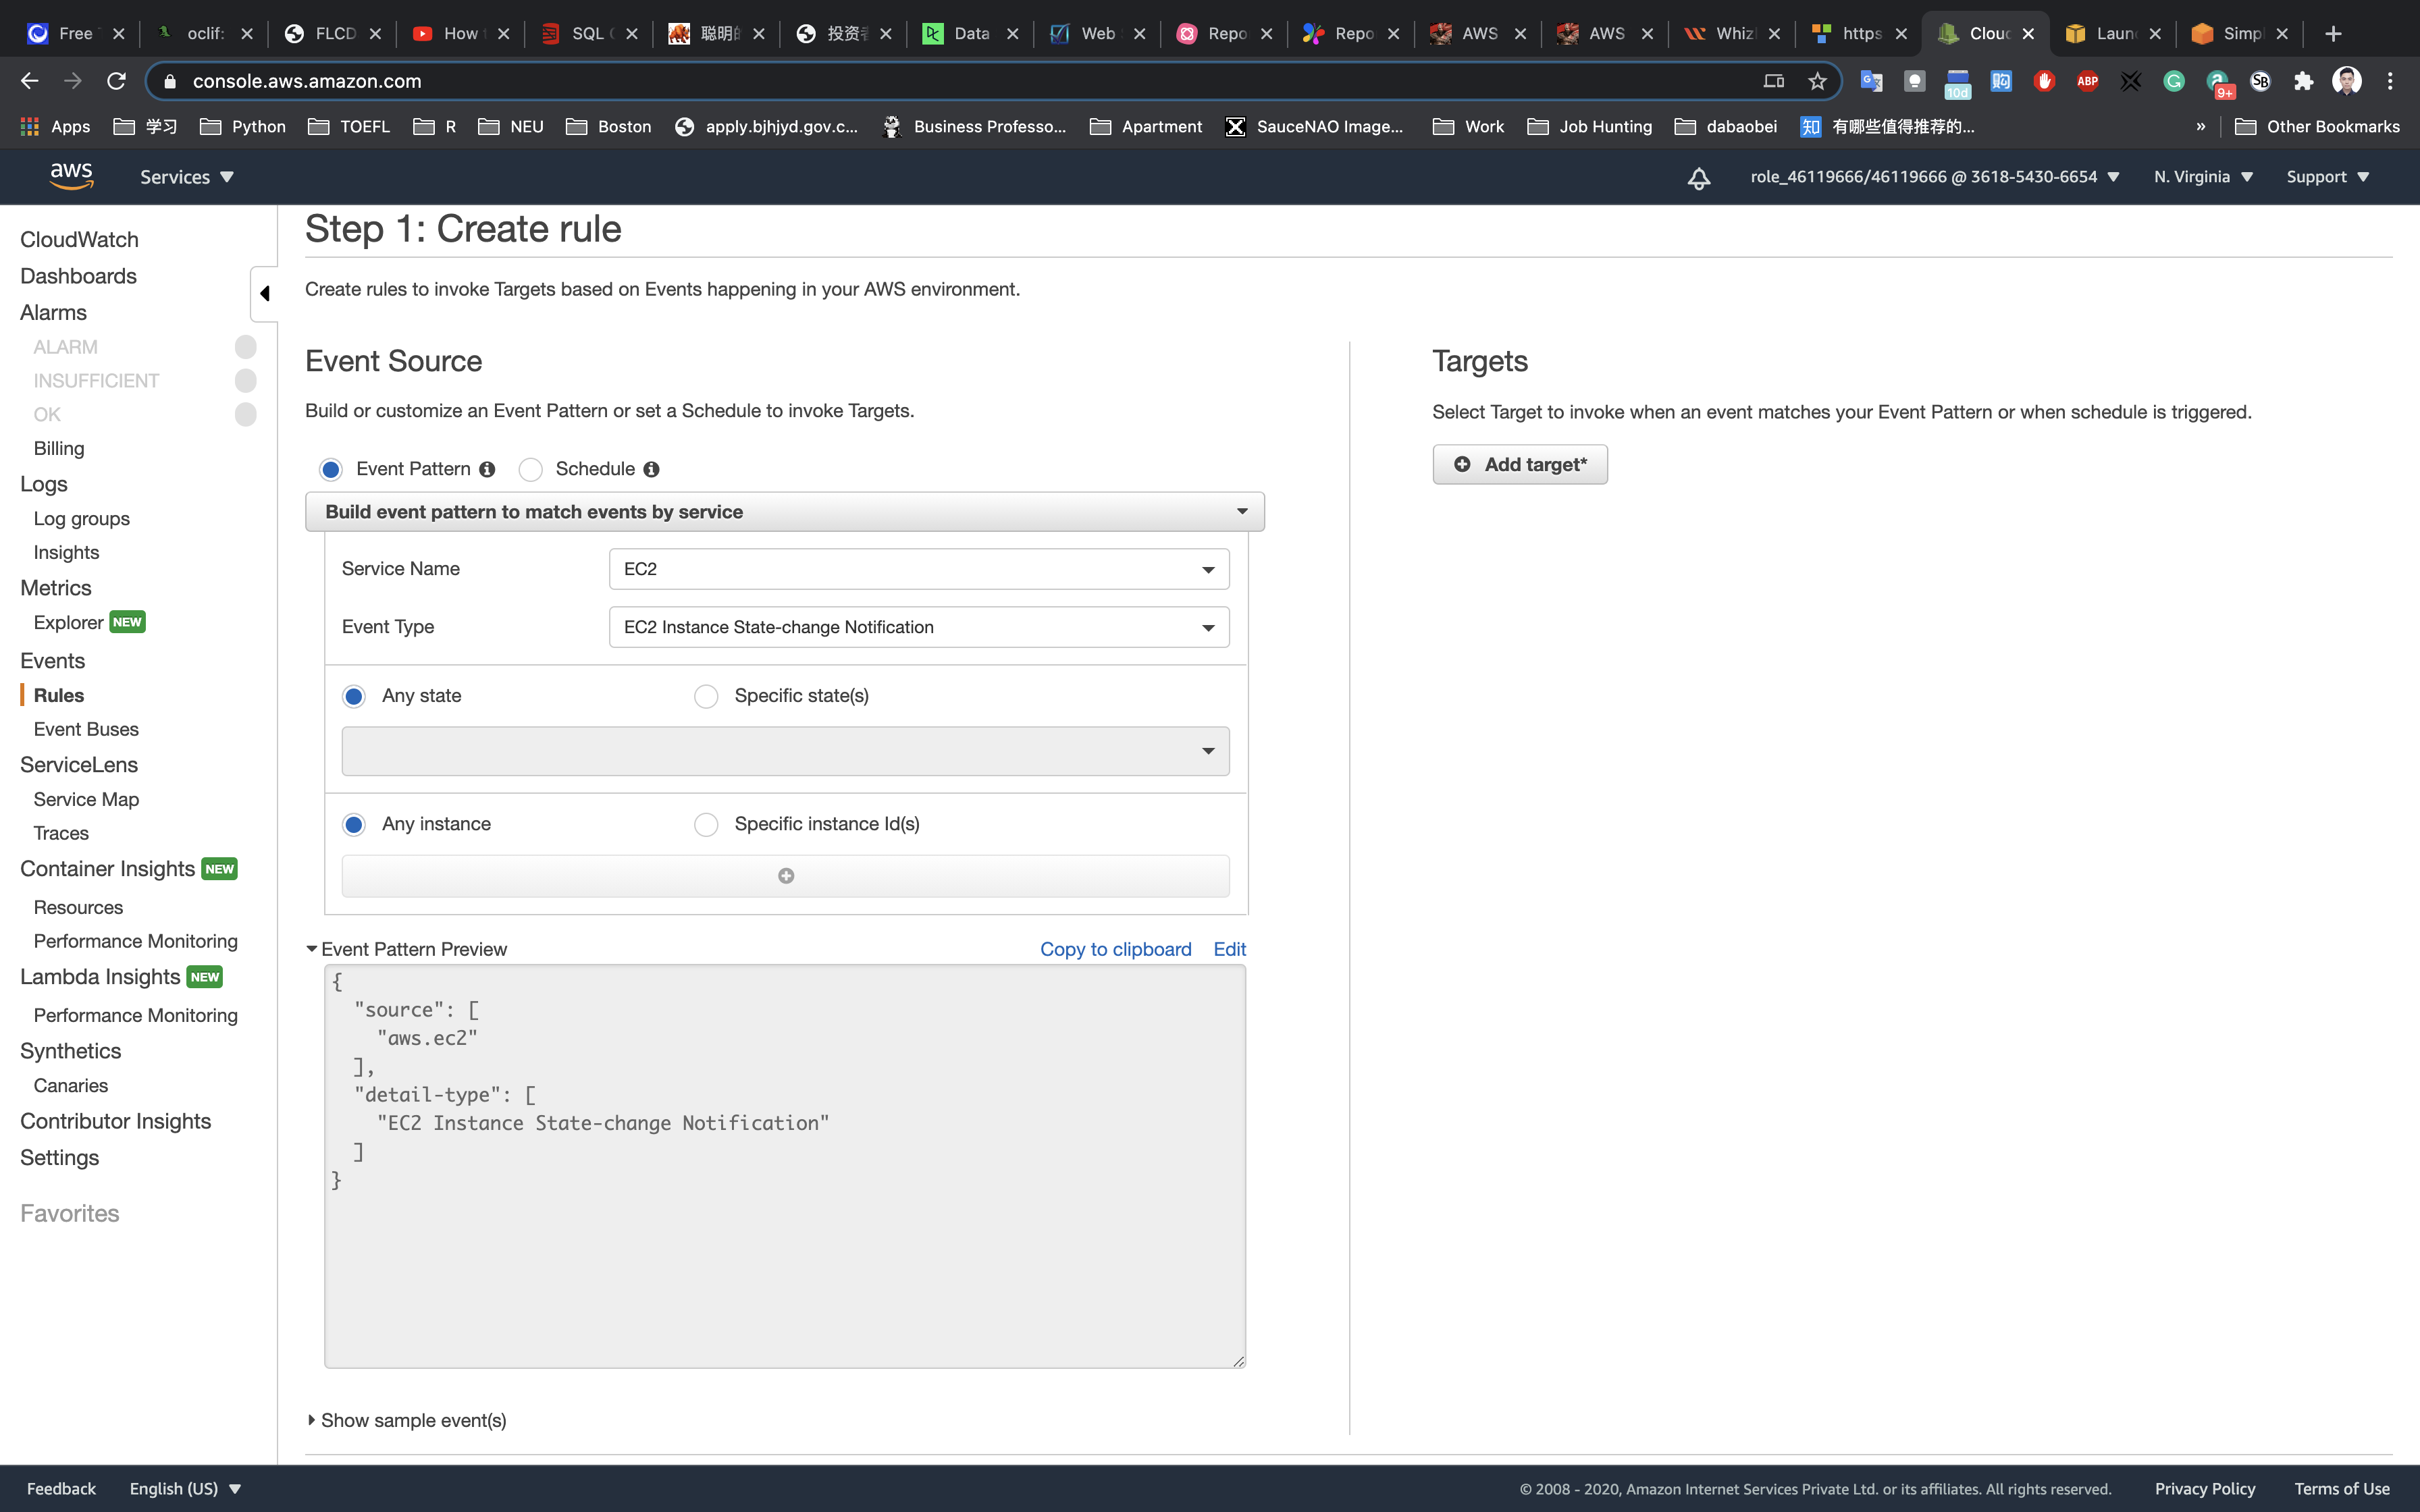 Free
oclif:
FLCD
How
SQL
聪明的
投资者
Data
Web
Repo
Repo
AWS
AWS
Whizl
https
Cloud
Laun
Simpl
console.aws.amazon.com
10d
ABP
9+
SB
Apps
学习
Python
TOEFL
R
NEU
Boston
apply.bjhjyd.gov.c...
Business Professo...
Apartment
SauceNAO Image...
Work
Job Hunting
dabaobei
知 有哪些值得推荐的...
»
Other Bookmarks
aws
Services
role_46119666/46119666 @ 3618-5430-6654
N. Virginia
Support
CloudWatch
Dashboards
Alarms
ALARM
INSUFFICIENT
OK
Billing
Logs
Log groups
Insights
Metrics
Explorer NEW
Events
Rules
Event Buses
ServiceLens
Service Map
Traces
Container Insights NEW
Resources
Performance Monitoring
Lambda Insights NEW
Performance Monitoring
Synthetics
Canaries
Contributor Insights
Settings
Favorites
Step 1: Create rule
Create rules to invoke Targets based on Events happening in your AWS environment.
Event Source
Build or customize an Event Pattern or set a Schedule to invoke Targets.
Event Pattern
Schedule
Build event pattern to match events by service
Service Name
EC2
Event Type
EC2 Instance State-change Notification
Any state
Specific state(s)
Any instance
Specific instance Id(s)
Event Pattern Preview
Copy to clipboard
Edit
{
"source": [
"aws.ec2"
],
"detail-type": [
"EC2 Instance State-change Notification"
]
}
Show sample event(s)
Targets
Select Target to invoke when an event matches your Event Pattern or when schedule is triggered.
Add target*
Feedback
English (US)
© 2008 - 2020, Amazon Internet Services Private Ltd. or its affiliates. All rights reserved.
Privacy Policy
Terms of Use